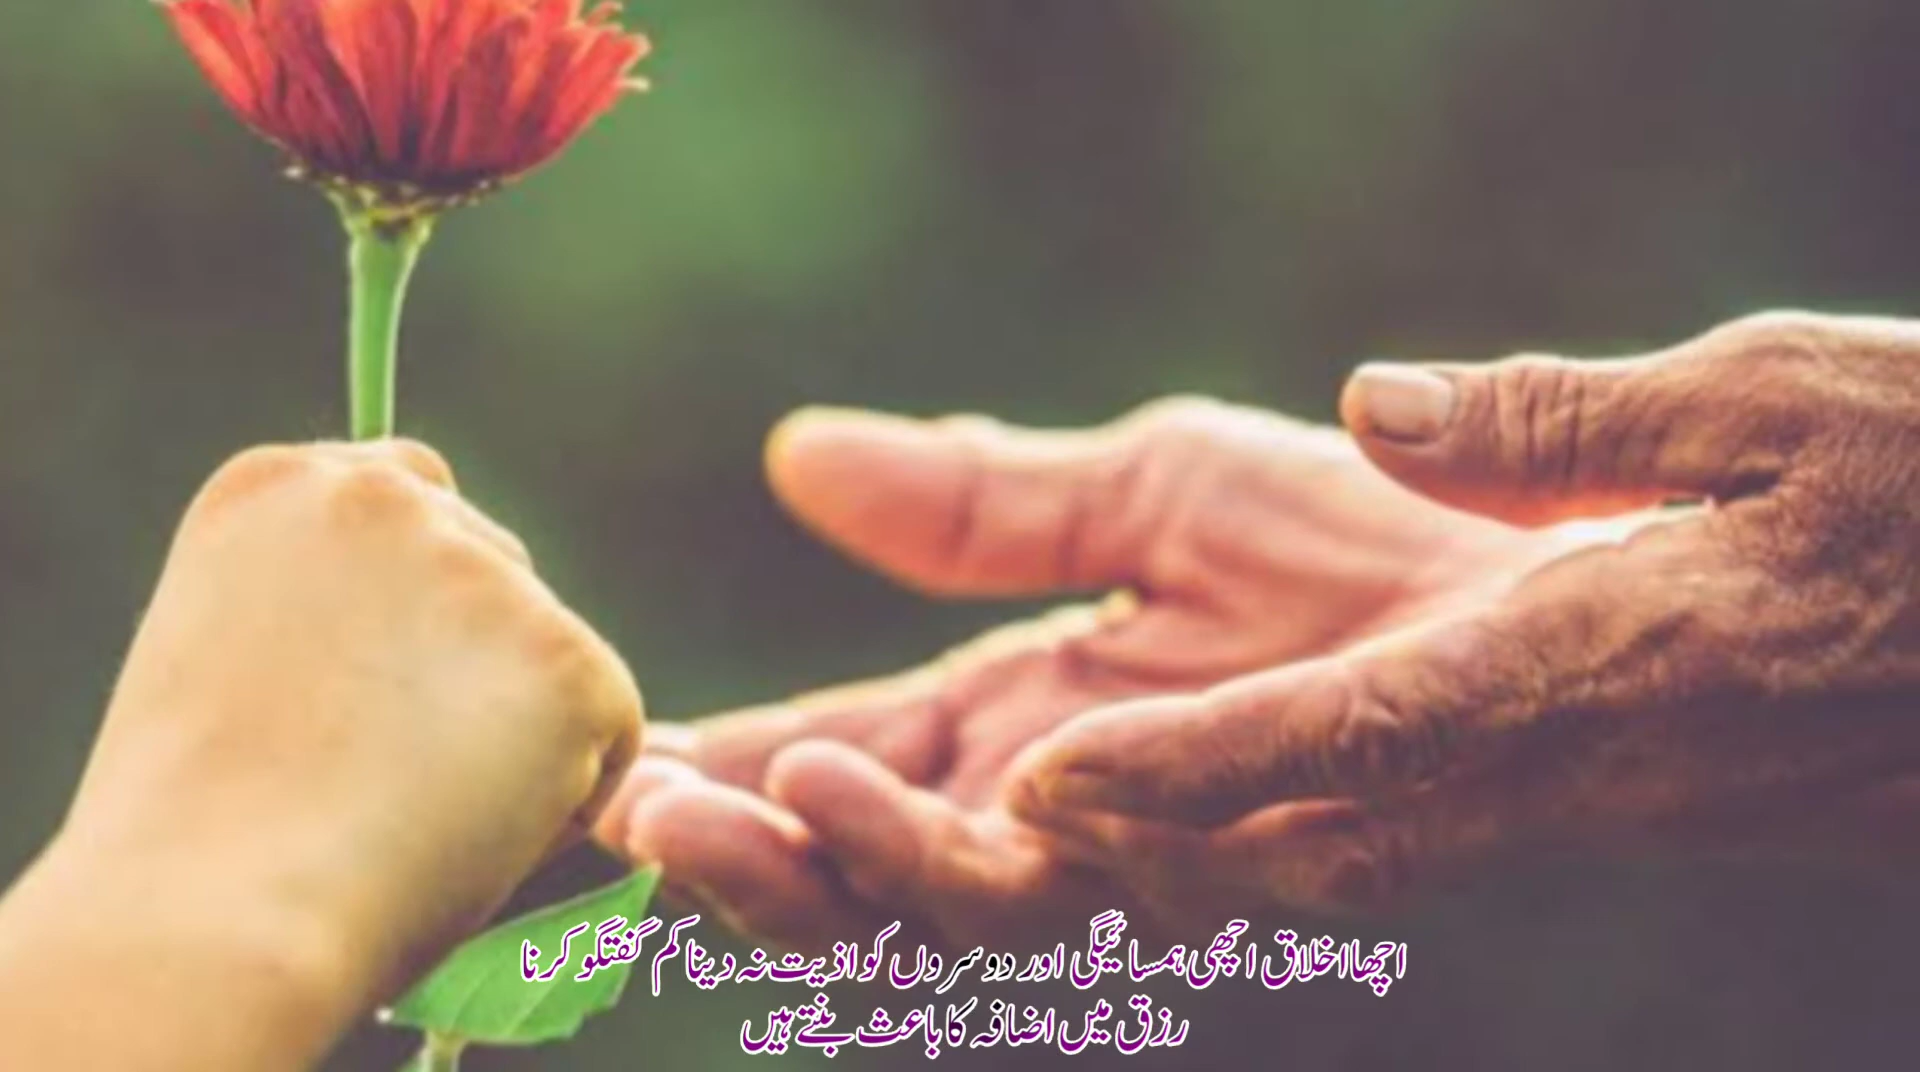 اچھا اخلاق اچھی ہمسائیگی اور دوسروں کو اذیت نہ دینا کم گفتگو کرنا
رزق میں اضافہ کا باعث بنتے ہیں